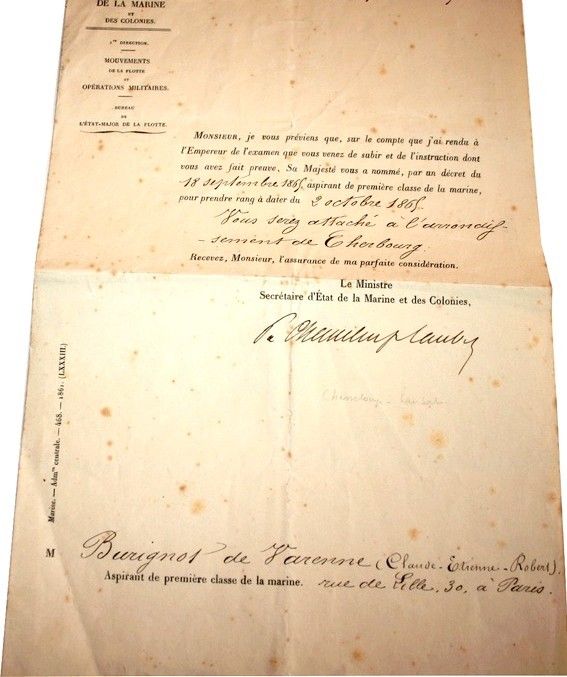 DE LA MARINE
ET
DES COLONIES.
1re DIRECTION.
MOUVEMENTS
DE LA FLOTTE
ET
OPÉRATIONS MILITAIRES.
BUREAU
DE
L'ÉTAT-MAJOR DE LA FLOTTE.
MONSIEUR, je vous préviens que, sur le compte que j'ai rendu à
l'Empereur de l'examen que vous venez de subir et de l'instruction dont
vous avez fait preuve, Sa Majesté vous a nommé, par un décret du
18 septembre 1865, aspirant de première classe de la marine,
pour prendre rang à dater du 2 octobre 1865.
Vous serez attaché à l'arrondis-
-sement de Cherbourg.
Recevez, Monsieur, l'assurance de ma parfaite considération.
Le Ministre
Secrétaire d'État de la Marine et des Colonies,
Chasseloup-Laubat
Chasseloup-Laubat
Marine. — Admon centrale. — 468. — 1861. (LXXXIII.)
M Burignot de Varenne (Claude-Etienne-Robert).
Aspirant de première classe de la marine. rue de Lille, 30, à Paris.